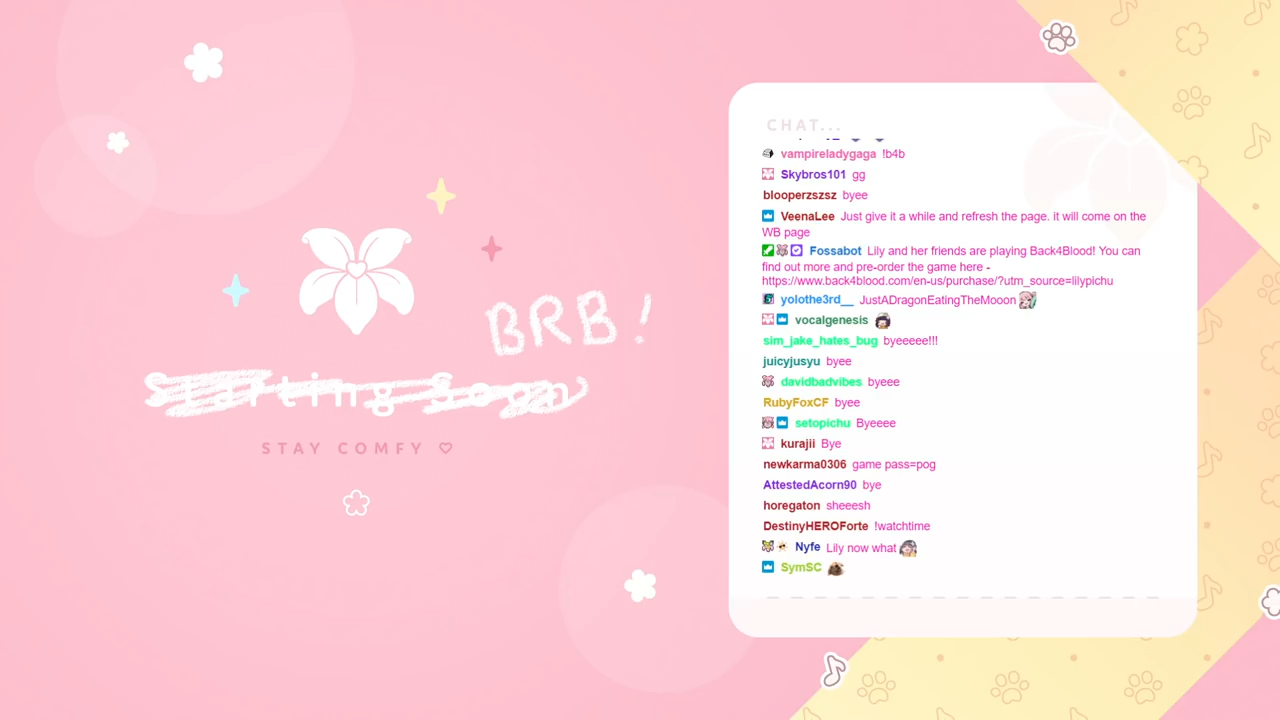 BRB!
Starting Soon
STAY COMFY
CHAT...
vampireladygaga !b4b
Skybros101 gg
blooperzszsz byee
VeenaLee Just give it a while and refresh the page. it will come on the
WB page
Fossabot Lily and her friends are playing Back4Blood! You can
find out more and pre-order the game here -
https://www.back4blood.com/en-us/purchase/?utm_source=lilypichu
yolothe3rd__ JustADragonEatingTheMooon
vocalgenesis
sim_jake_hates_bug byeeeee!!!
juicyjusyu byee
davidbadvibes byeee
RubyFoxCF byee
setopichu Byeeee
kurajii Bye
newkarma0306 game pass=pog
AttestedAcorn90 bye
horegaton sheeesh
DestinyHEROForte !watchtime
Nyfe Lily now what
SymSC